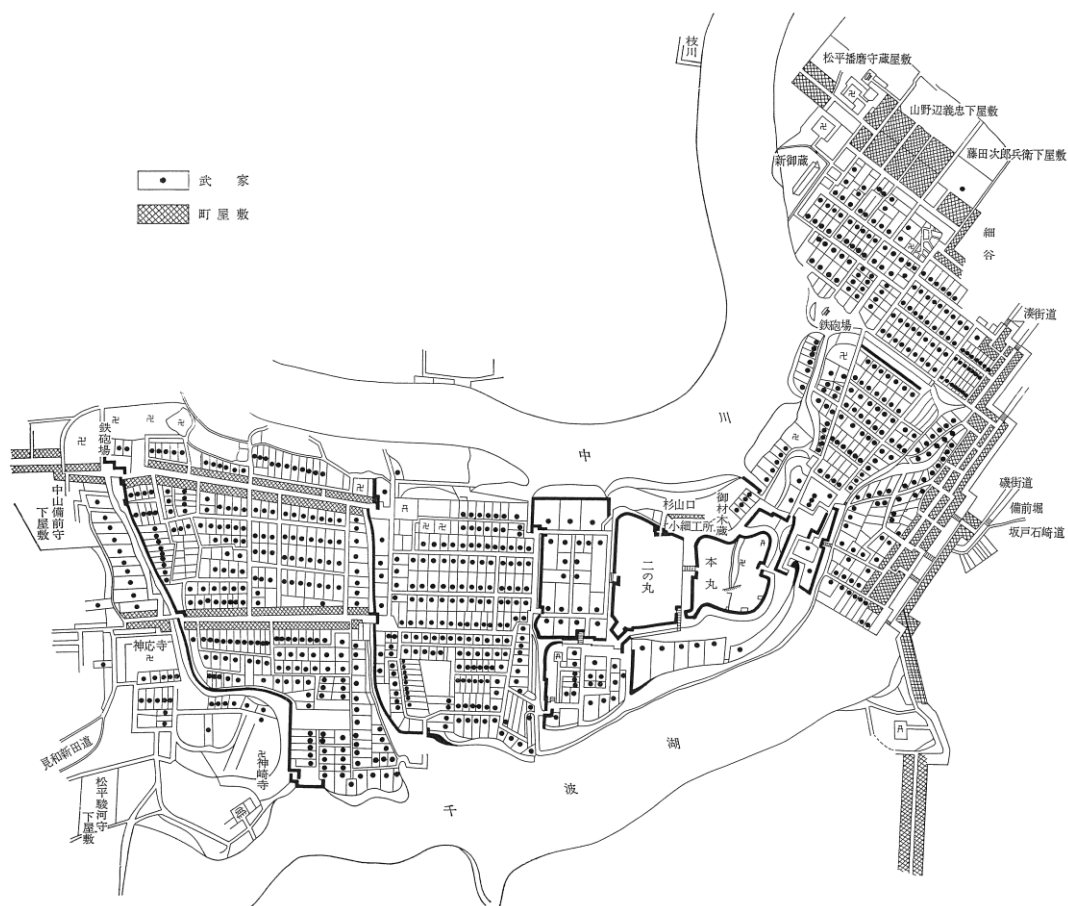 枝川
松平播磨守蔵屋敷
山野辺義忠下屋敷
藤田次郎兵衛下屋敷
新御蔵
細谷
武家
町屋敷
湊街道
鉄砲場
中川
鉄砲場
中山備前守
下屋敷
杉山口
御材木蔵
小細工所
二の丸
本丸
磯街道
備前堀
坂戸石崎道
神応寺
見和新田道
松平駿河守
下屋敷
神崎寺
千波湖